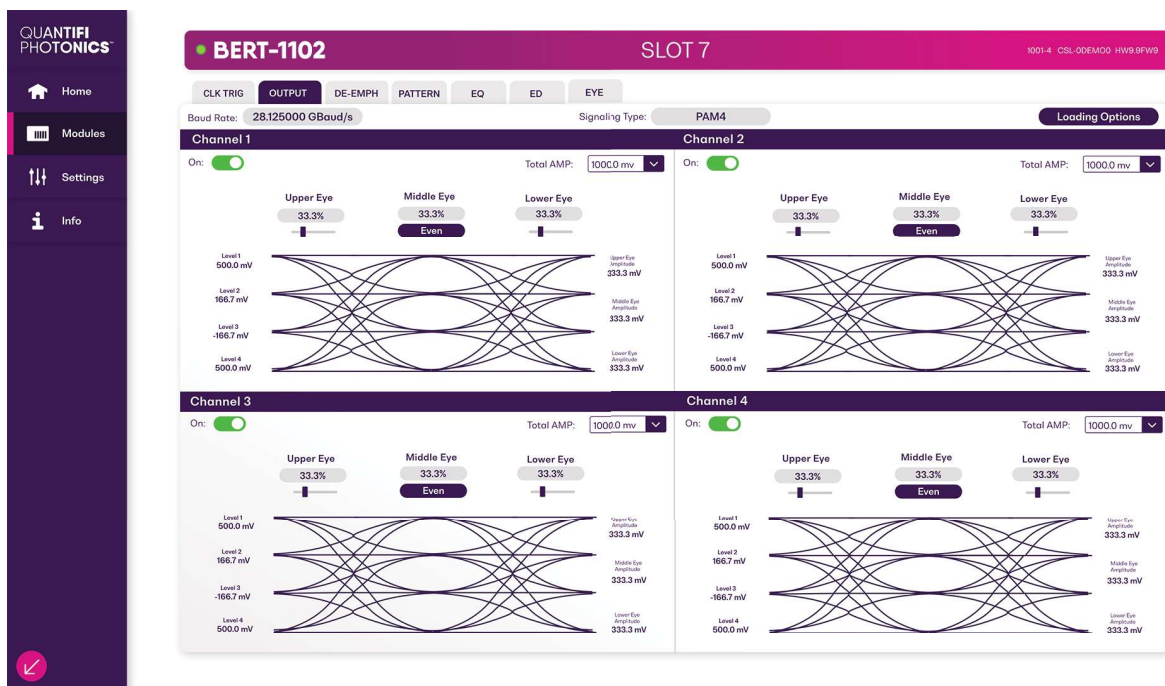 QUANTIFI
PHOTONICS
Home
Modules
Settings
Info
BERT-1102 SLOT 7 1001-4 CSL-0DEMO0 HW9.9FW9
CLK TRIG OUTPUT DE-EMPH PATTERN EQ ED EYE
Baud Rate: 28.125000 GBaud/s Signaling Type: PAM4 Loading Options
Channel 1
On: Total AMP: 1000.0 mv
Upper Eye Middle Eye Lower Eye
33.3% 33.3% 33.3%
Even
Level 1
500.0 mV
Level 2
166.7 mV
Level 3
-166.7 mV
Level 4
500.0 mV
Upper Eye
Amplitude
333.3 mV
Middle Eye
Amplitude
333.3 mV
Lower Eye
Amplitude
333.3 mV
Channel 2
On: Total AMP: 1000.0 mv
Upper Eye Middle Eye Lower Eye
33.3% 33.3% 33.3%
Even
Level 1
500.0 mV
Level 2
166.7 mV
Level 3
-166.7 mV
Level 4
500.0 mV
Upper Eye
Amplitude
333.3 mV
Middle Eye
Amplitude
333.3 mV
Lower Eye
Amplitude
333.3 mV
Channel 3
On: Total AMP: 1000.0 mv
Upper Eye Middle Eye Lower Eye
33.3% 33.3% 33.3%
Even
Level 1
500.0 mV
Level 2
166.7 mV
Level 3
-166.7 mV
Level 4
500.0 mV
Upper Eye
Amplitude
333.3 mV
Middle Eye
Amplitude
333.3 mV
Lower Eye
Amplitude
333.3 mV
Channel 4
On: Total AMP: 1000.0 mv
Upper Eye Middle Eye Lower Eye
33.3% 33.3% 33.3%
Even
Level 1
500.0 mV
Level 2
166.7 mV
Level 3
-166.7 mV
Level 4
500.0 mV
Upper Eye
Amplitude
333.3 mV
Middle Eye
Amplitude
333.3 mV
Lower Eye
Amplitude
333.3 mV